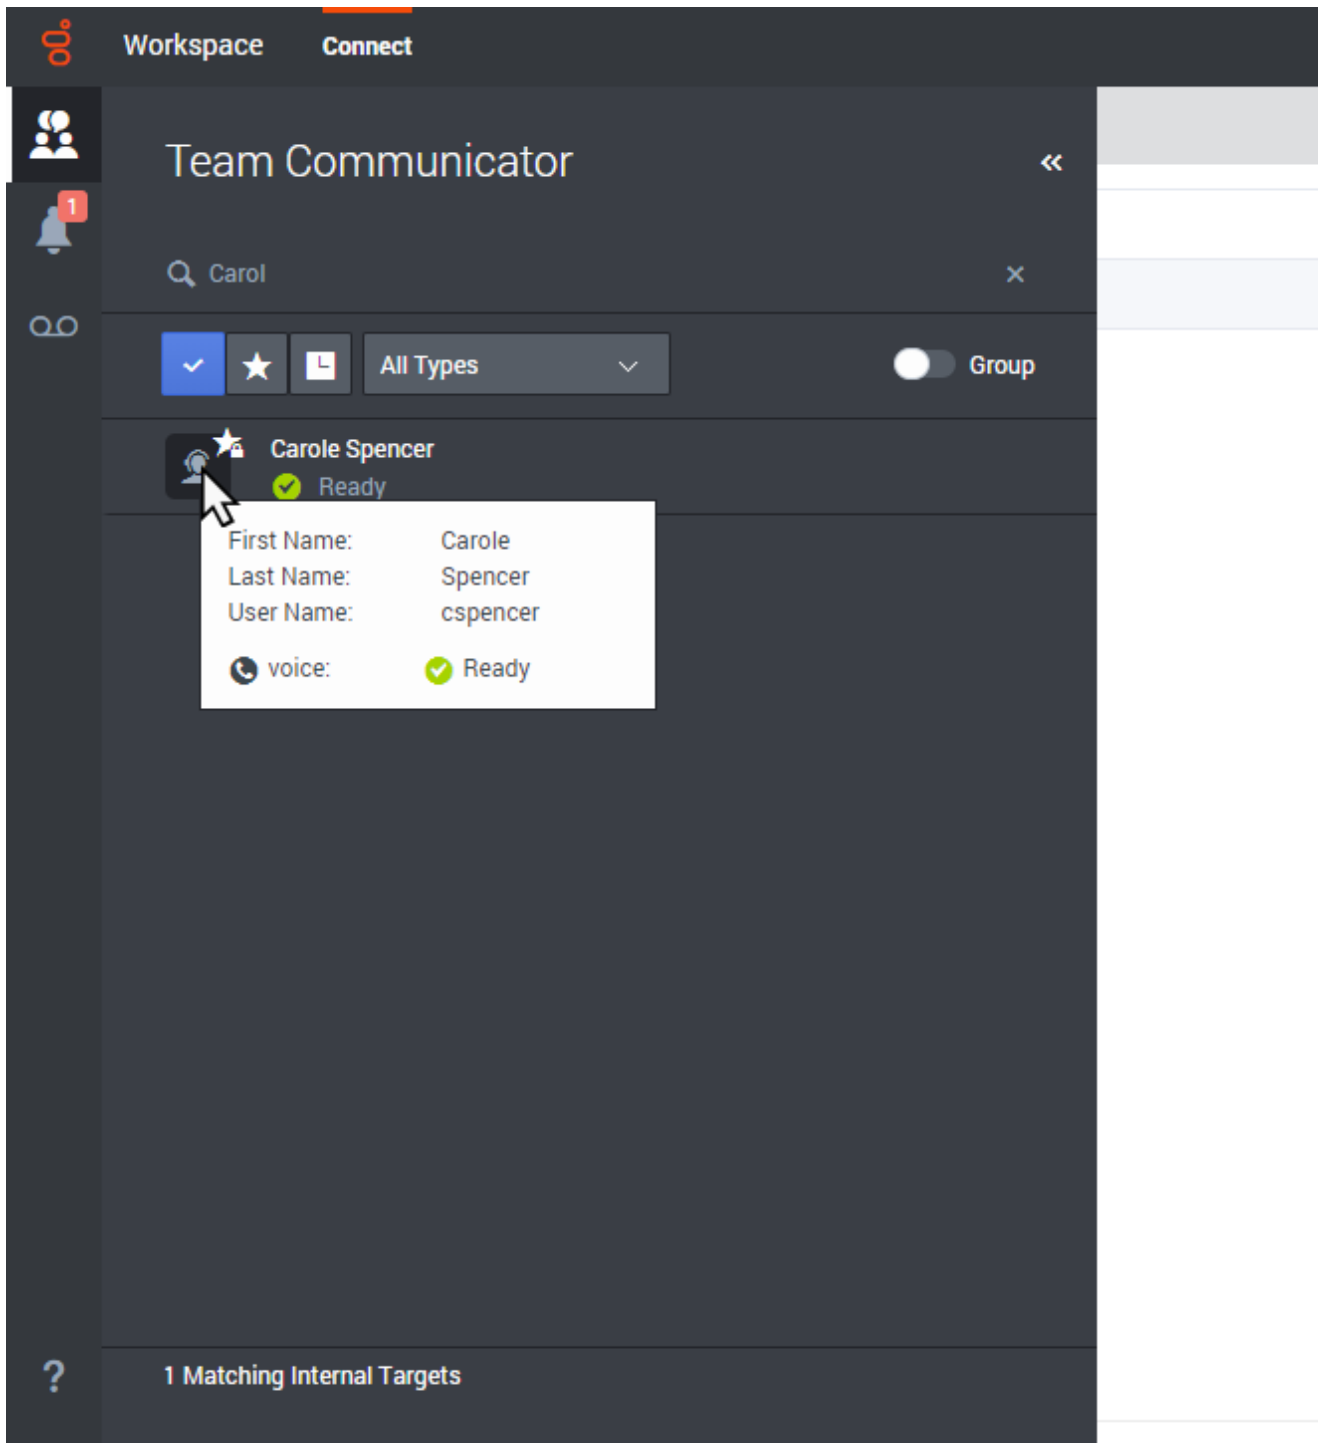 Workspace Connect
Team Communicator «
1
Carol ×
All Types Group
Carole Spencer
Ready
First Name: Carole
Last Name: Spencer
User Name: cspencer
voice: Ready
? 1 Matching Internal Targets